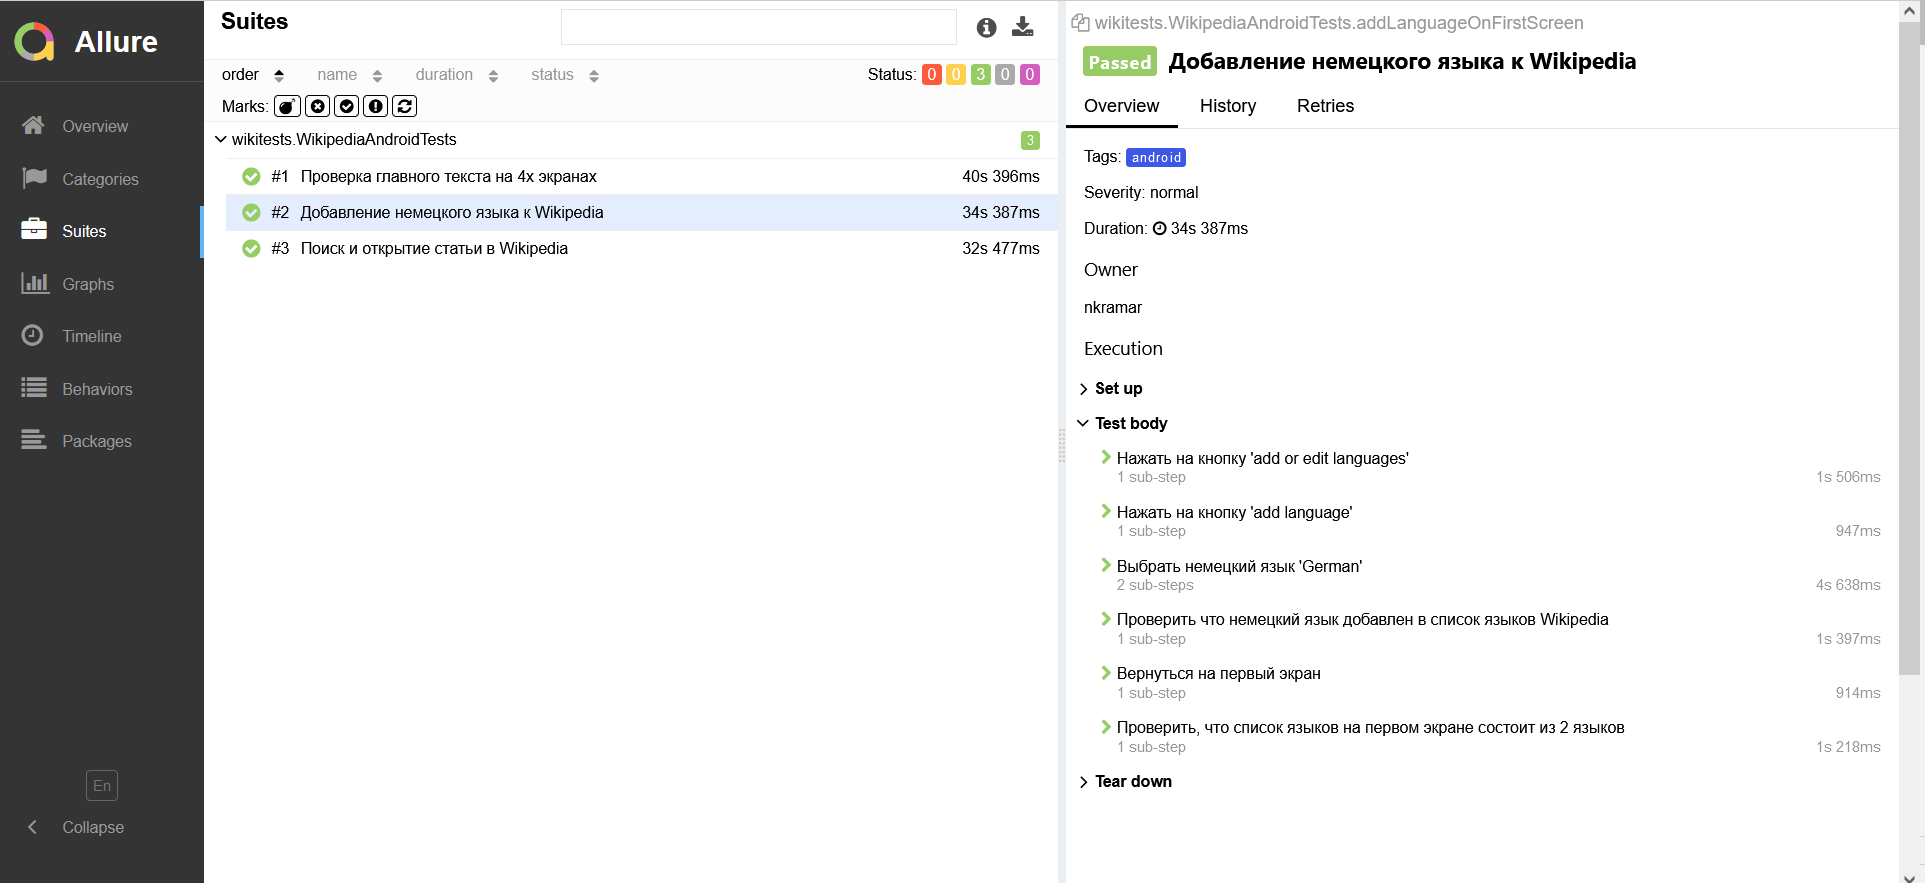 Allure
Overview
Categories
Suites
Graphs
Timeline
Behaviors
Packages
En
Collapse
Suites
order name duration status
Status: 0 0 3 0 0
Marks:
wikitests.WikipediaAndroidTests 3
#1 Проверка главного текста на 4х экранах 40s 396ms
#2 Добавление немецкого языка к Wikipedia 34s 387ms
#3 Поиск и открытие статьи в Wikipedia 32s 477ms
wikitests.WikipediaAndroidTests.addLanguageOnFirstScreen
Passed Добавление немецкого языка к Wikipedia
Overview History Retries
Tags: android
Severity: normal
Duration: 34s 387ms
Owner
nkramar
Execution
Set up
Test body
Нажать на кнопку 'add or edit languages'
1 sub-step 1s 506ms
Нажать на кнопку 'add language'
1 sub-step 947ms
Выбрать немецкий язык 'German'
2 sub-steps 4s 638ms
Проверить что немецкий язык добавлен в список языков Wikipedia
1 sub-step 1s 397ms
Вернуться на первый экран
1 sub-step 914ms
Проверить, что список языков на первом экране состоит из 2 языков
1 sub-step 1s 218ms
Tear down